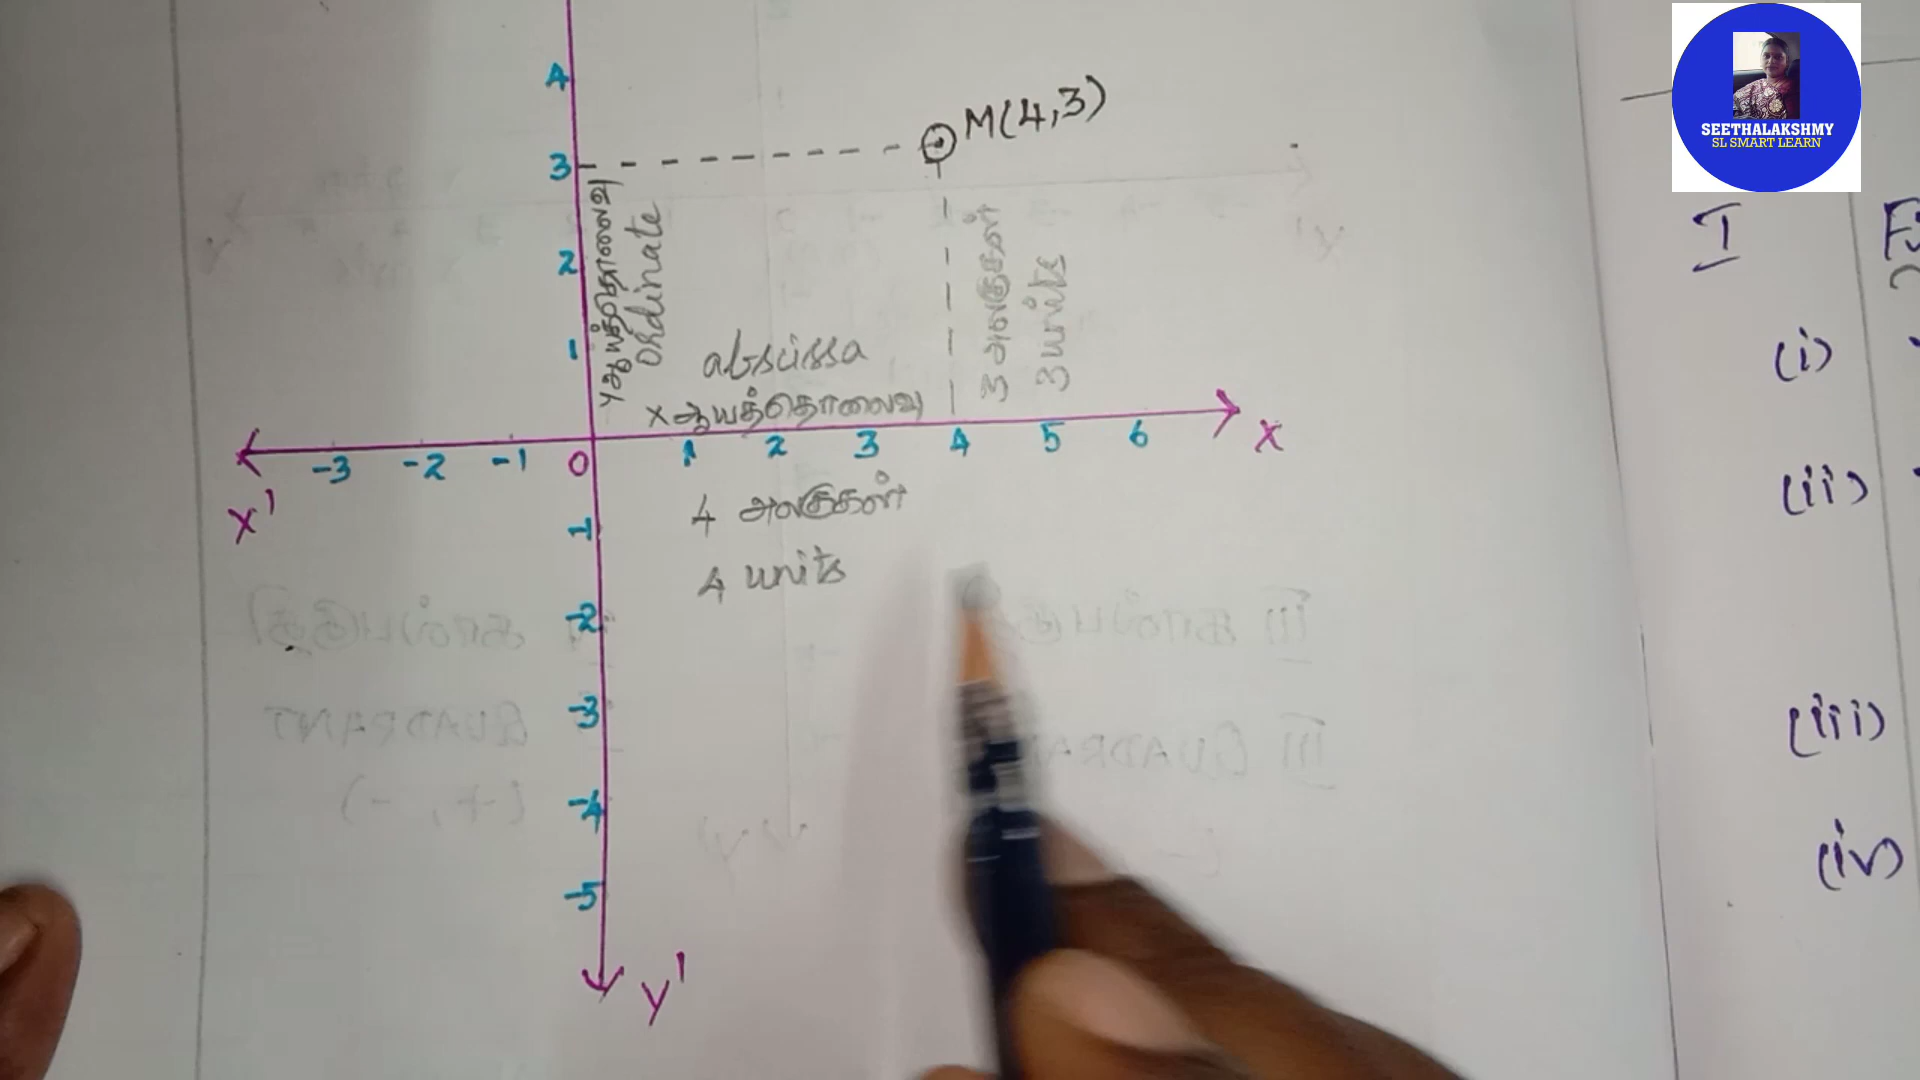 4
M(4,3)
3
2
1
Y ஆயத்தொலைவு
Ordinate
3 அலகுகள்
3 units
abscissa
X ஆயத்தொலைவு
-3 -2 -1 0 1 2 3 4 5 6
X
X'
4 அலகுகள்
4 units
-1
-2
-3
-4
-5
Y'
I
(i)
(ii)
(iii)
(iv)
SEETHALAKSHMY
SL SMART LEARN